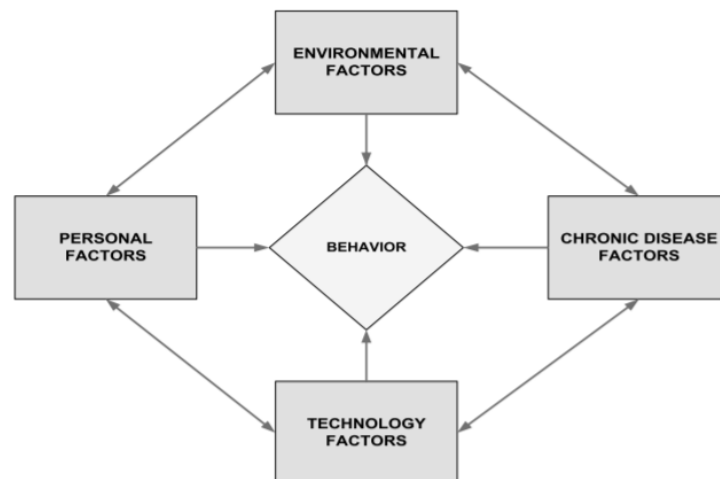 ENVIRONMENTAL
FACTORS
PERSONAL
FACTORS
BEHAVIOR
CHRONIC DISEASE
FACTORS
TECHNOLOGY
FACTORS